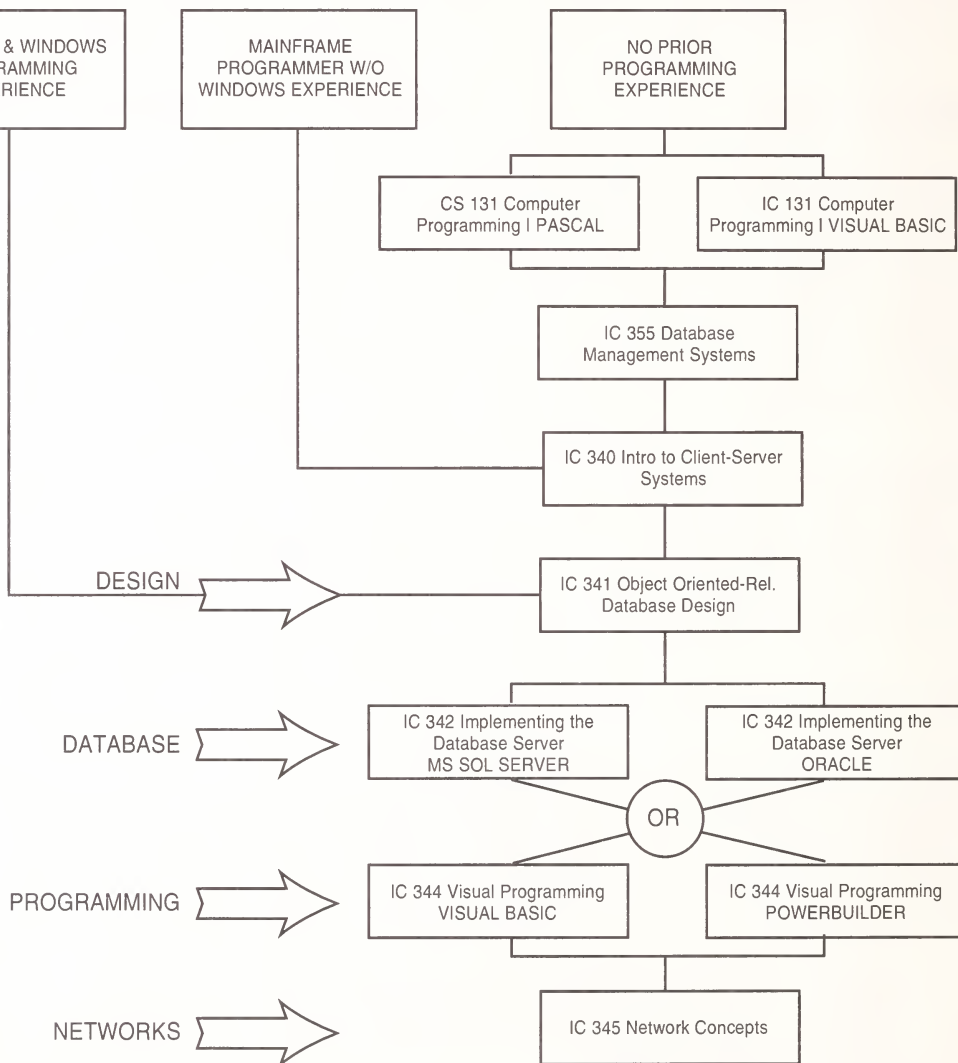 & WINDOWS
RAMMING
RIENCE
MAINFRAME
PROGRAMMER W/O
WINDOWS EXPERIENCE
NO PRIOR
PROGRAMMING
EXPERIENCE
CS 131 Computer
Programming I PASCAL
IC 131 Computer
Programming I VISUAL BASIC
IC 355 Database
Management Systems
IC 340 Intro to Client-Server
Systems
DESIGN
IC 341 Object Oriented-Rel.
Database Design
DATABASE
IC 342 Implementing the
Database Server
MS SOL SERVER
IC 342 Implementing the
Database Server
ORACLE
OR
PROGRAMMING
IC 344 Visual Programming
VISUAL BASIC
IC 344 Visual Programming
POWERBUILDER
NETWORKS
IC 345 Network Concepts